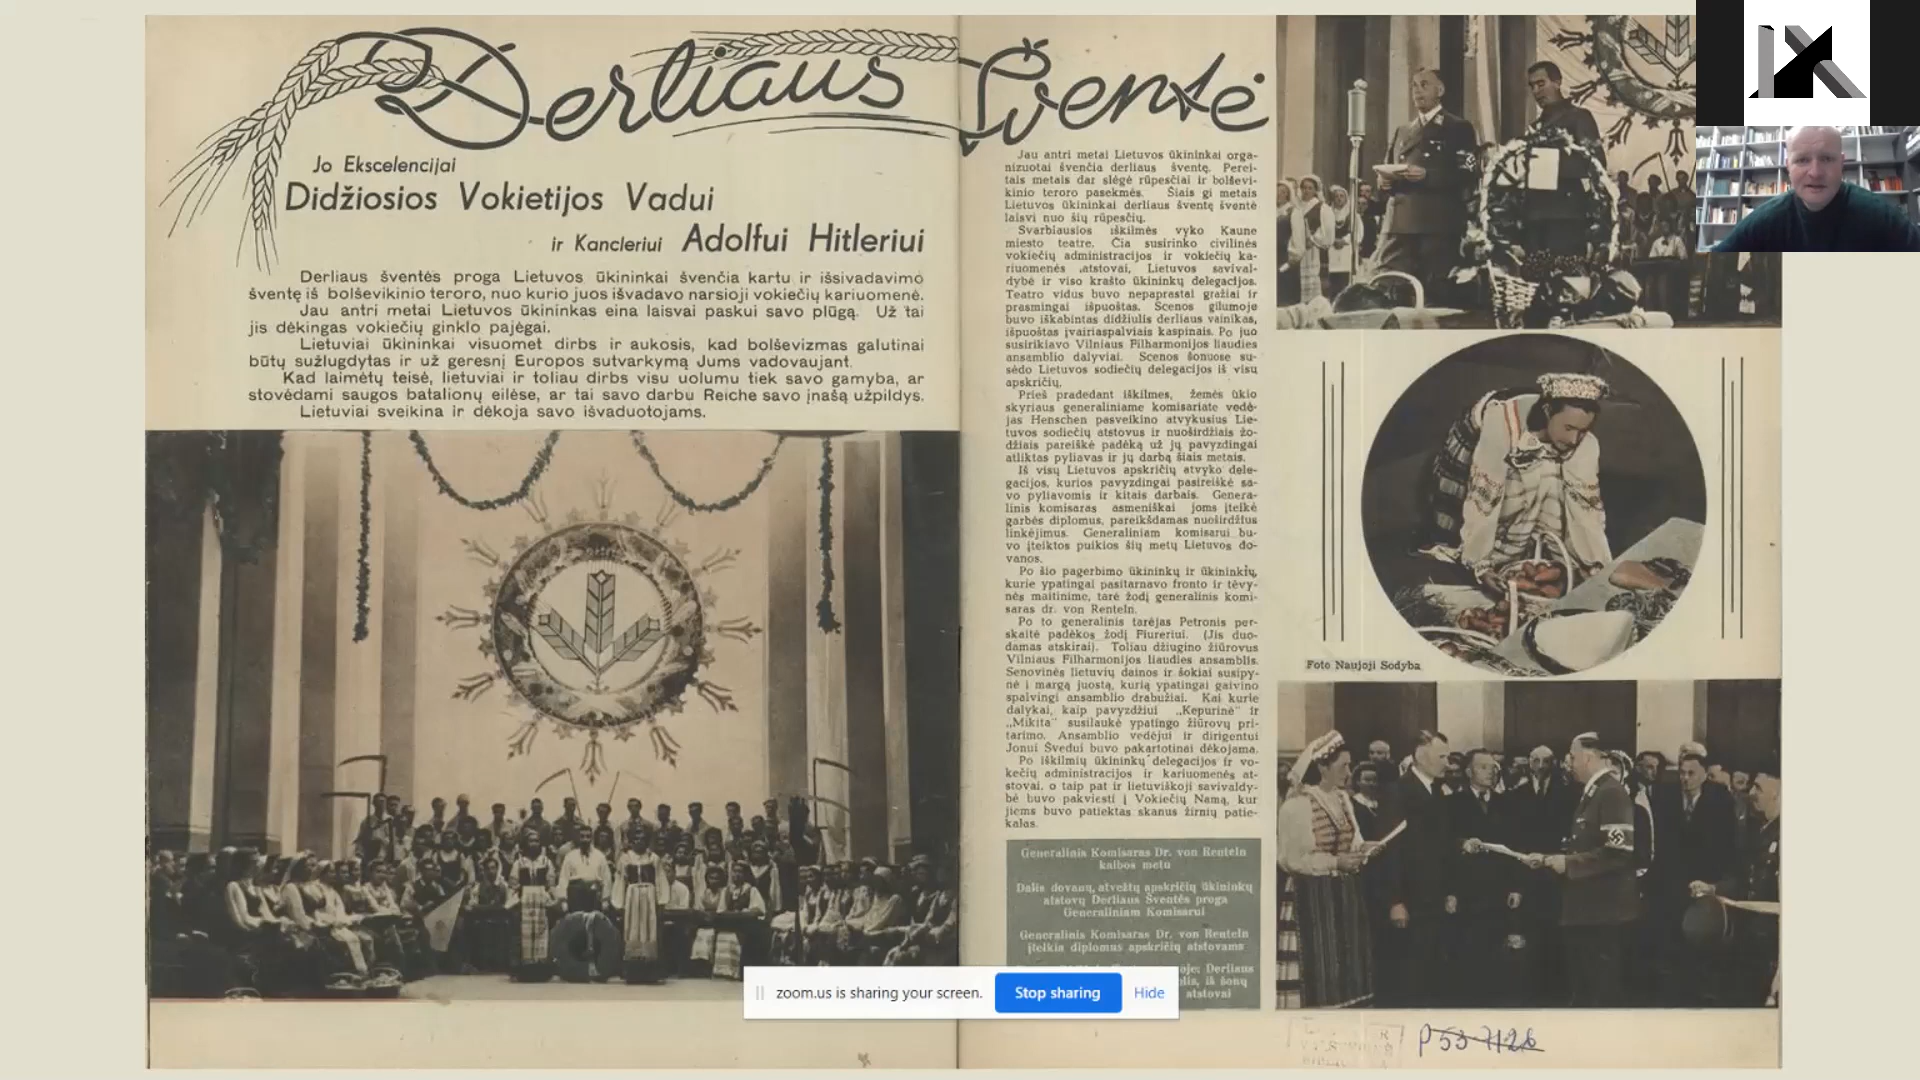 Derliaus Šventė
Jo Ekscelencijai
Didžiosios Vokietijos Vadui
ir Kancleriui Adolfui Hitleriui
Derliaus šventės proga Lietuvos ūkininkai švenčia kartu ir išsivadavimo
šventę iš bolševikinio teroro, nuo kurio juos išvadavo narsioji vokiečių kariuomenė.
Jau antri metai Lietuvos ūkininkas eina laisvai paskui savo plūgą. Už tai
jis dėkingas vokiečių ginklo pajėgai.
Lietuviai ūkininkai visuomet dirbs ir aukosis, kad bolševizmas galutinai
būtų sužlugdytas ir už geresnį Europos sutvarkymą Jums vadovaujant.
Kad laimėtų teisė, lietuviai ir toliau dirbs visu uolumu tiek savo gamyba, ar
stovėdami saugos batalionų eilėse, ar tai savo darbu Reiche savo įnašą užpildys.
Lietuviai sveikina ir dėkoja savo išvaduotojams.
Jau antri metai Lietuvos ūkininkai orga-
nizuotai švenčia derliaus šventę. Perei-
tais metais dar slėgė rūpesčiai ir bolševi-
kinio teroro pasekmės. Šiais gi metais
Lietuvos ūkininkai derliaus šventę šventė
laisvi nuo šių rūpesčių.
Svarbiausios iškilmės vyko Kauno
miesto teatre. Čia susirinko civilinės
vokiečių administracijos ir vokiečių ka-
riuomenės atstovai, Lietuvos savival-
dybė ir viso krašto ūkininkų delegacijos.
Teatro vidus buvo nepaprastai gražiai ir
prasmingai išpuoštas. Scenos gilumoje
buvo iškabintas didžiulis derliaus vainikas,
išpuoštas įvairiaspalviais kaspinais. Po juo
susirikiavo Vilniaus Filharmonijos liaudies
ansamblio dalyviai. Scenos šonuose su-
sėdo Lietuvos sodiečių delegacijos iš visų
apskričių.
Prieš pradedant iškilmes, žemės ūkio
skyriaus generaliniame komisariate vedė-
jas Henschen pasveikino atvykusius Lie-
tuvos sodiečių atstovus ir nuoširdžiais žo-
džiais pareiškė padėką už jų pavyzdingai
atliktas pyliavas ir jų darbą šiais metais.
Iš visų Lietuvos apskričių atvyko dele-
gacijos, kurios pavyzdingai pasireiškė sa-
vo pyliavomis ir kitais darbais. Genera-
linis komisaras asmeniškai joms įteikė
garbės diplomus, pareikšdamas nuoširdžius
linkėjimus. Generaliniam komisarui bu-
vo įteiktos puikios šių metų Lietuvos do-
vanos.
Po šio pagerbimo ūkininkų ir ūkininkių,
kurie ypatingai pasitarnavo fronto ir tėvy-
nės maitinime, tarė žodį generalinis komi-
saras dr. von Renteln.
Po to generalinis tarėjas Petronis per-
skaitė padėkos žodį Fiureriui. (Jis duo-
damas atskirai). Toliau džiugino žiūrovus
Vilniaus Filharmonijos liaudies ansamblis.
Senovinės lietuvių dainos ir šokiai susipy-
nė į margą juostą, kurią ypatingai gaivino
spalvingi ansamblio drabužiai. Kai kurie
dalykai, kaip pavyzdžiui „Kepurinė" ir
„Mikita" susilaukė ypatingo žiūrovų pri-
tarimo. Ansamblio vedėjui ir dirigentui
Jonui Švedui buvo pakartotinai dėkojama.
Po iškilmių ūkininkų delegacijos ir vo-
kečių administracijos ir kariuomenės at-
stovai, o taip pat ir lietuviškoji savivaldy-
bė buvo pakviesti į Vokiečių Namą, kur
jiems buvo patiektas skanus žirnių patie-
kalas.
Foto Naujoji Sodyba
Generalinis Komisaras Dr. von Renteln
kalbos metu
Dalis dovanų, atvežtų apskričių ūkininkų
atstovų Derliaus Šventės proga
Generaliniam Komisarui
Generalinis Komisaras Dr. von Renteln
įteikia diplomus apskričių atstovams
Derliaus
iš šonų
atstovai
zoom.us is sharing your screen.
Stop sharing
Hide